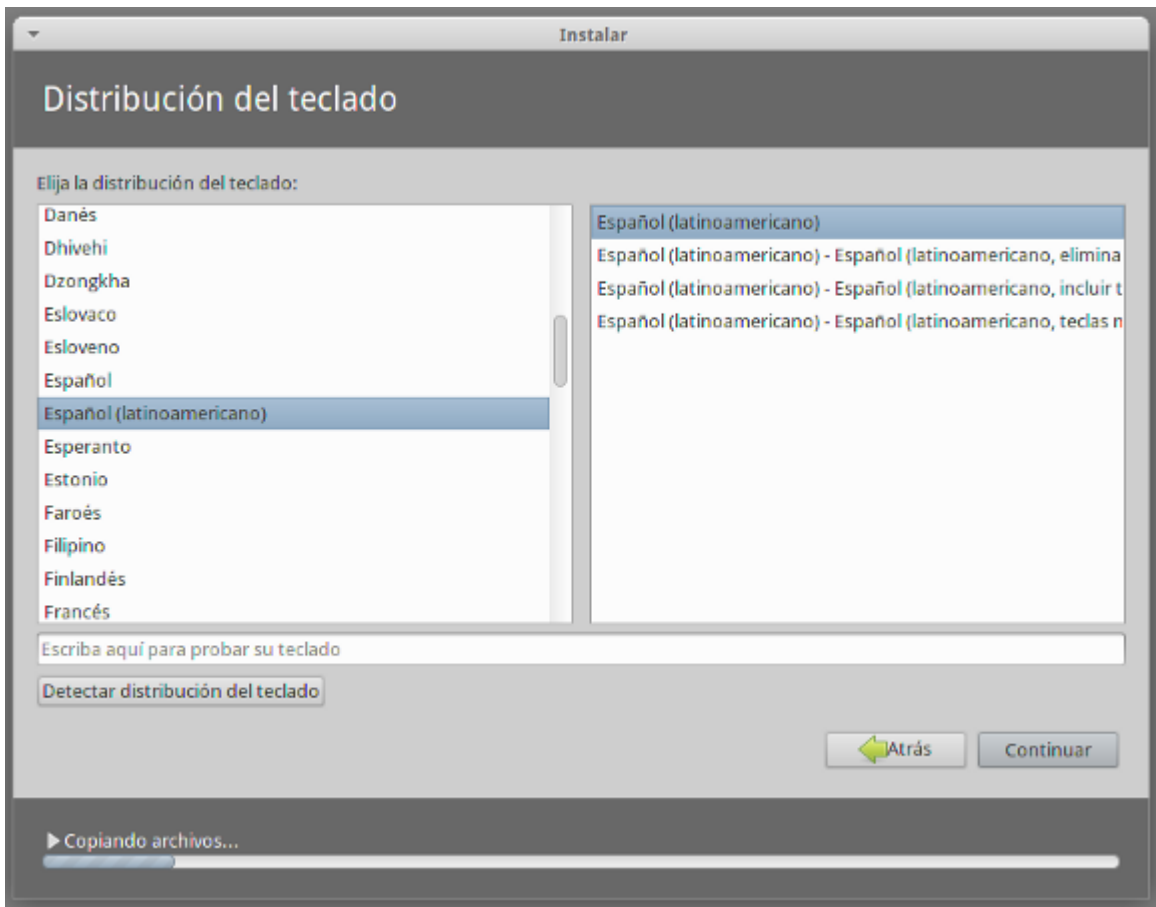 Instalar
Distribución del teclado
Elija la distribución del teclado:
Danés
Dhivehi
Dzongkha
Eslovaco
Esloveno
Español
Español (latinoamericano)
Esperanto
Estonio
Faroés
Filipino
Finlandés
Francés
Español (latinoamericano)
Español (latinoamericano) - Español (latinoamericano, elimina
Español (latinoamericano) - Español (latinoamericano, incluir t
Español (latinoamericano) - Español (latinoamericano, teclas n
Escriba aquí para probar su teclado
Detectar distribución del teclado
Atrás
Continuar
Copiando archivos...